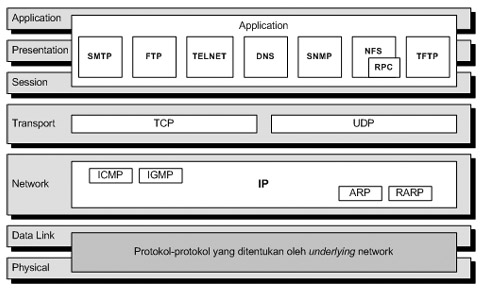 Application
Application
Presentation
SMTP
FTP
TELNET
DNS
SNMP
NFS
RPC
TFTP
Session
Transport
TCP
UDP
Network
ICMP
IGMP
IP
ARP
RARP
Data Link
Protokol-protokol yang ditentukan oleh underlying network
Physical